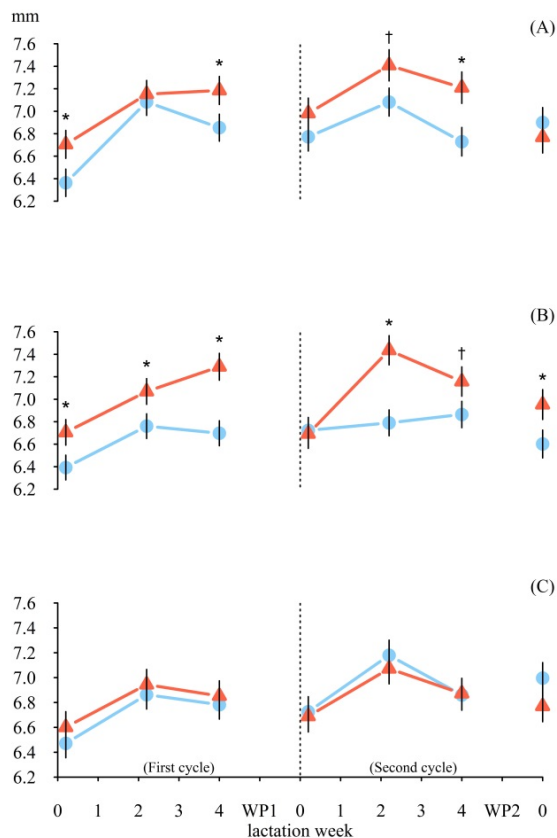 mm
(A)
7.6
7.4
7.2
7.0
6.8
6.6
6.4
6.2
* * † *
(B)
7.6
7.4
7.2
7.0
6.8
6.6
6.4
6.2
* * * * † *
(C)
7.6
7.4
7.2
7.0
6.8
6.6
6.4
6.2
(First cycle) (Second cycle)
0 1 2 3 4 WP1 0 1 2 3 4 WP2 0
lactation week